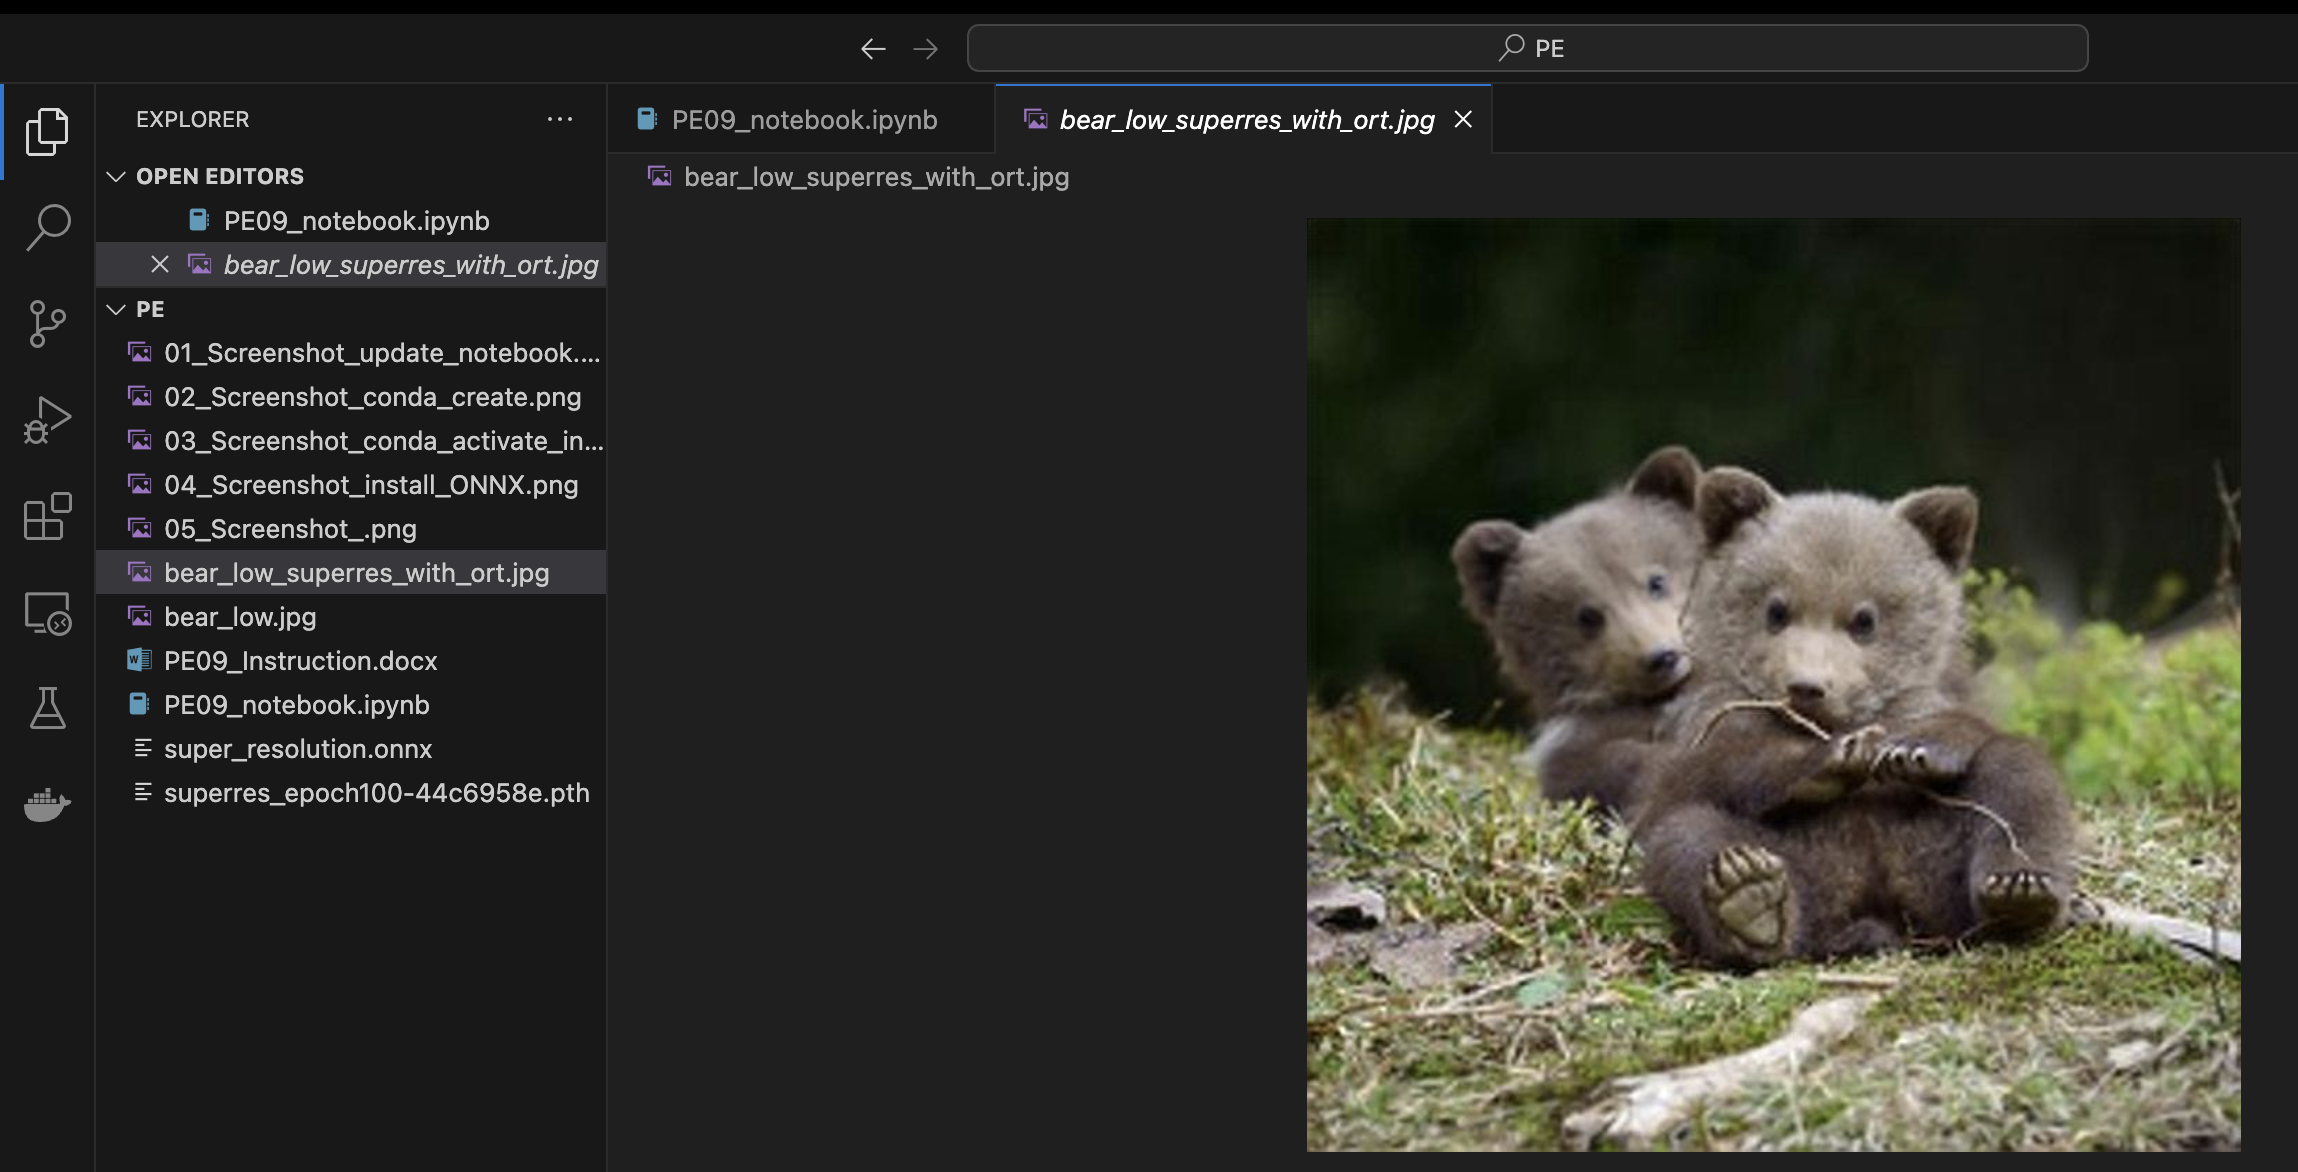 PE
EXPLORER
OPEN EDITORS
PE09_notebook.ipynb
bear_low_superres_with_ort.jpg
PE
01_Screenshot_update_notebook....
02_Screenshot_conda_create.png
03_Screenshot_conda_activate_in...
04_Screenshot_install_ONNX.png
05_Screenshot_.png
bear_low_superres_with_ort.jpg
bear_low.jpg
PE09_Instruction.docx
PE09_notebook.ipynb
super_resolution.onnx
superres_epoch100-44c6958e.pth
PE09_notebook.ipynb
bear_low_superres_with_ort.jpg
bear_low_superres_with_ort.jpg